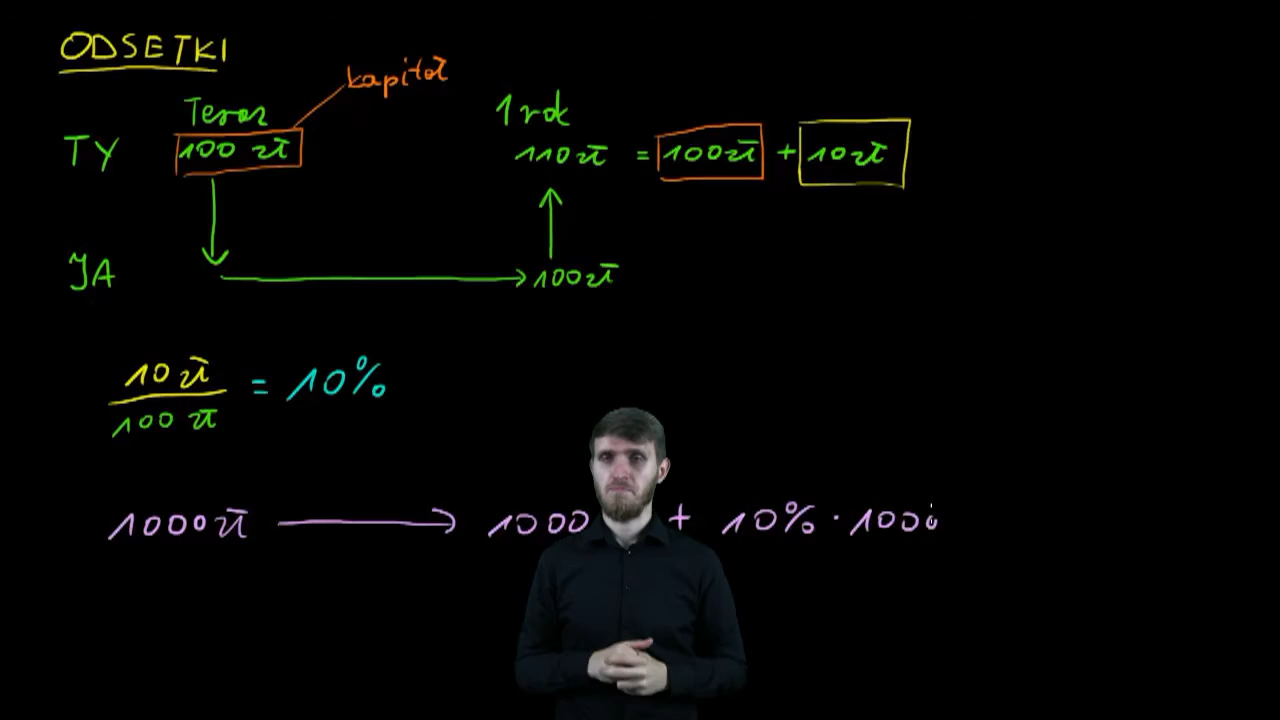 ODSETKI
kapitał
Teraz 1 rok
TY 100 zł 110 zł = 100 zł + 10 zł
JA 100 zł
10 zł
= 10%
100 zł
1000 zł 1000 + 10% · 1000